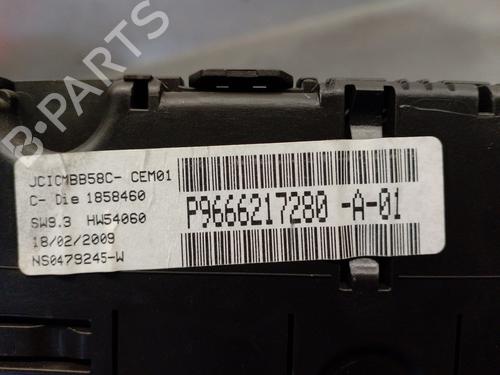 B-PARTS
JCICMBB58C- CEM01
C- Die 1858460
SW9.3 HW54060
18/02/2009
NS0479245-W
P9666217280 -A-01